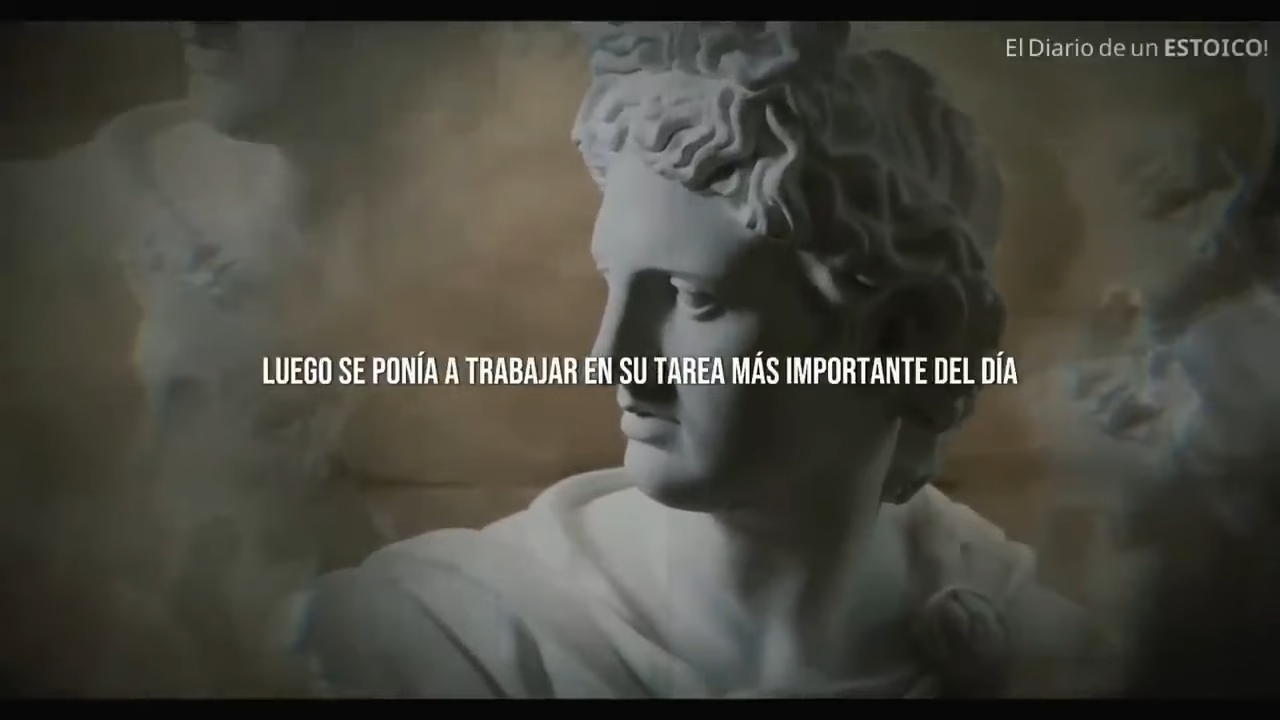 El Diario de un ESTOICO!
LUEGO SE PONÍA A TRABAJAR EN SU TAREA MÁS IMPORTANTE DEL DÍA